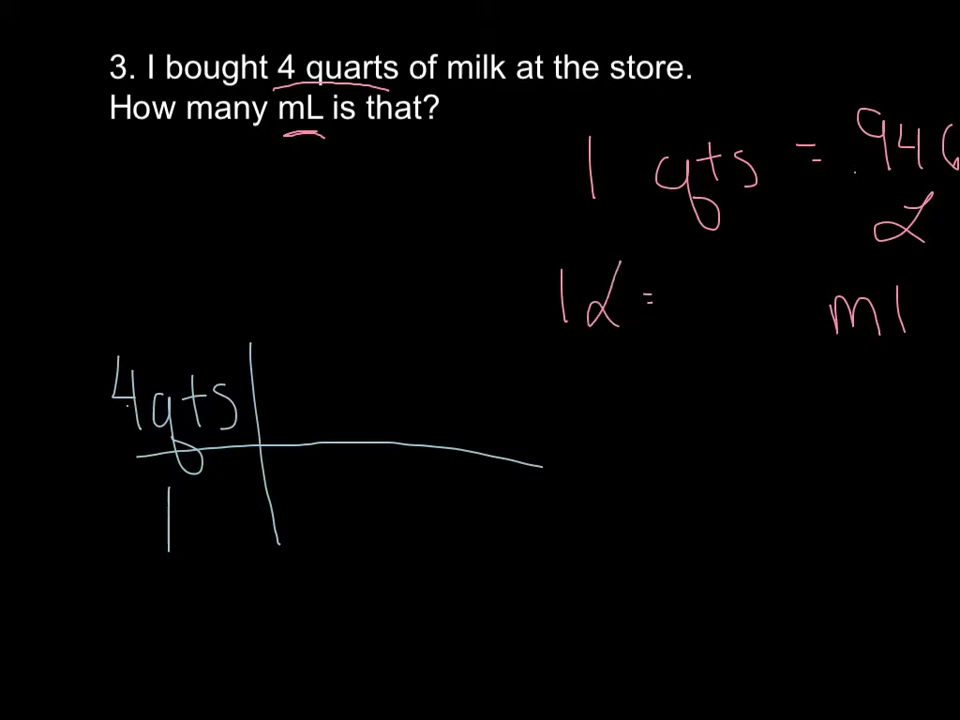 3. I bought 4 quarts of milk at the store.
How many mL is that?
1 qts = .946
L
1L = ml
4qts
1